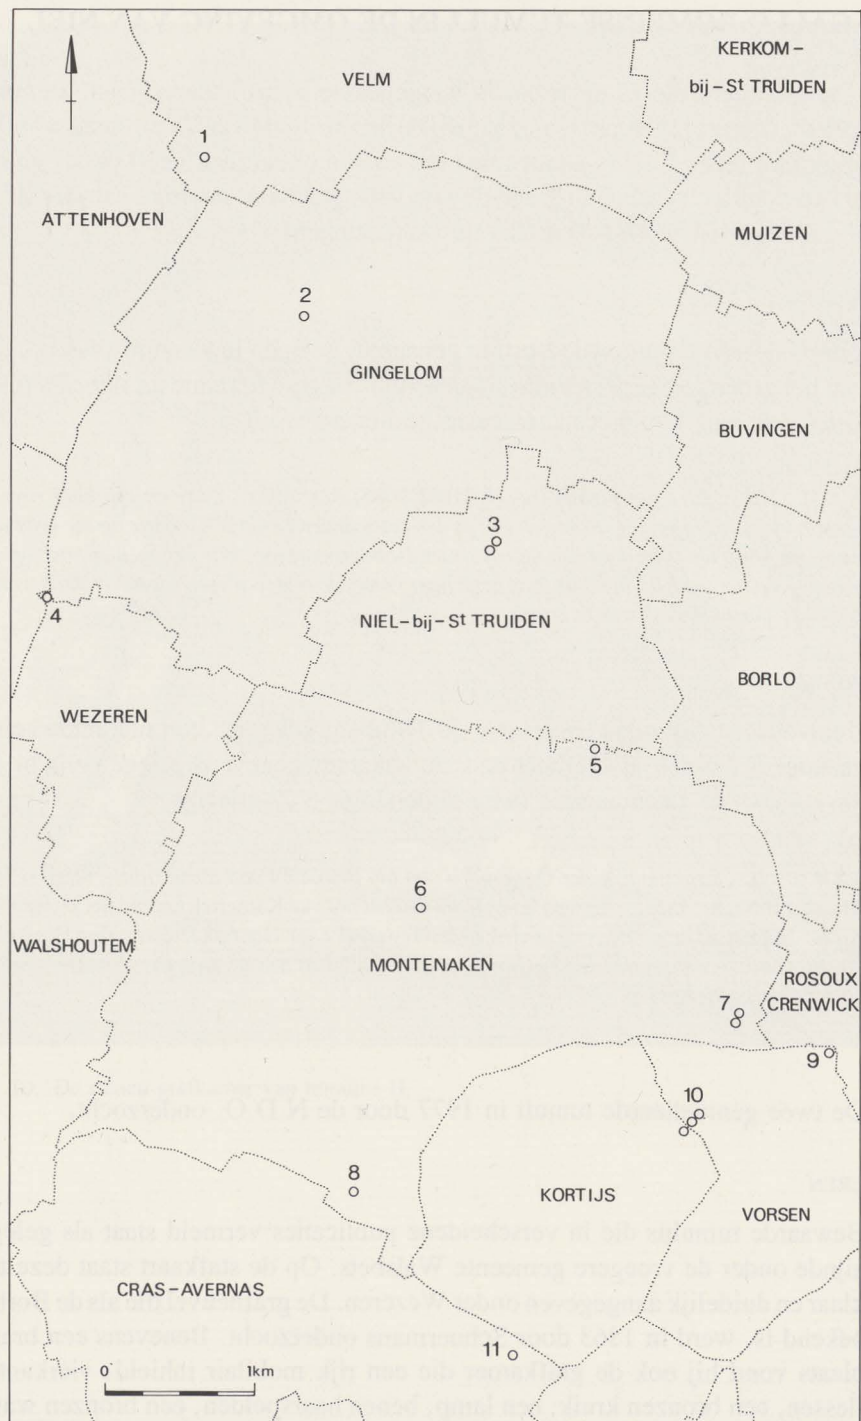 KERKOM–
VELM
bij–St TRUIDEN
1
ATTENHOVEN
MUIZEN
2
GINGELOM
BUVINGEN
3
4
NIEL–bij–St TRUIDEN
BORLO
WEZEREN
5
6
WALSHOUTEM
MONTENAKEN
ROSOUX
CRENWICK
7
9
10
8
KORTIJS
VORSEN
CRAS–AVERNAS
11
0
1km